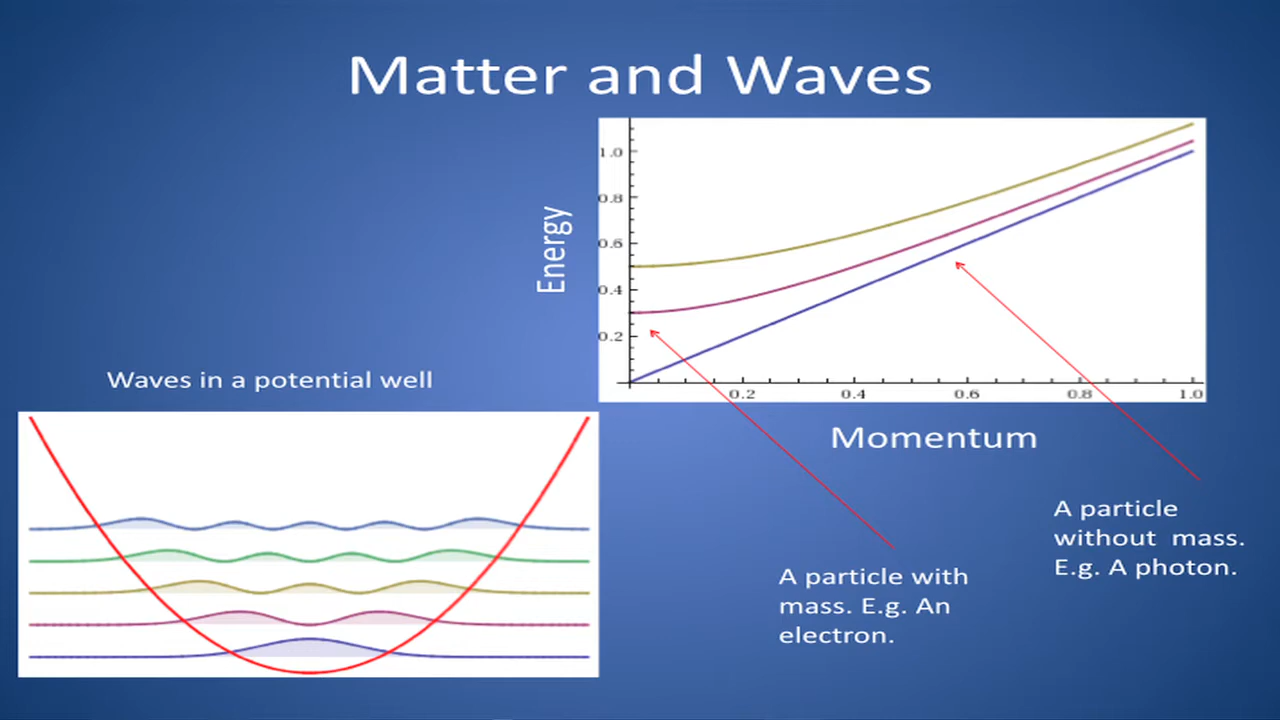 Matter and Waves
Energy
1.0
0.8
0.6
0.4
0.2
0.2 0.4 0.6 0.8 1.0
Momentum
Waves in a potential well
A particle with
mass. E.g. An
electron.
A particle
without mass.
E.g. A photon.